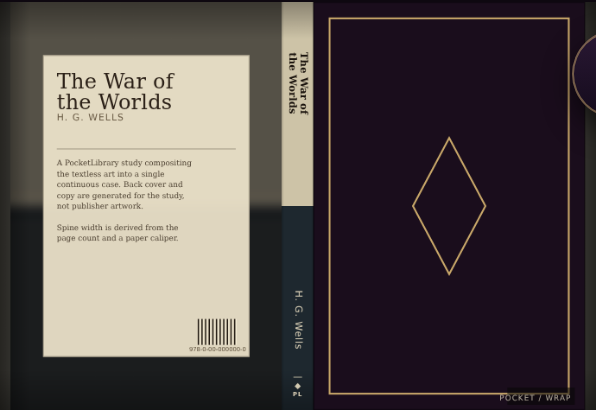 The War of
the Worlds
H. G. WELLS
A PocketLibrary study compositing
the textless art into a single
continuous case. Back cover and
copy are generated for the study,
not publisher artwork.
Spine width is derived from the
page count and a paper caliper.
978-0-00-000000-0
The War of
the Worlds
H. G. Wells
PL
POCKET / WRAP